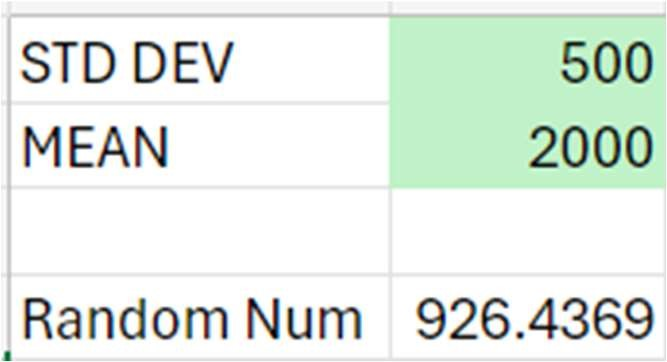 STD DEV 500
MEAN 2000
Random Num 926.4369